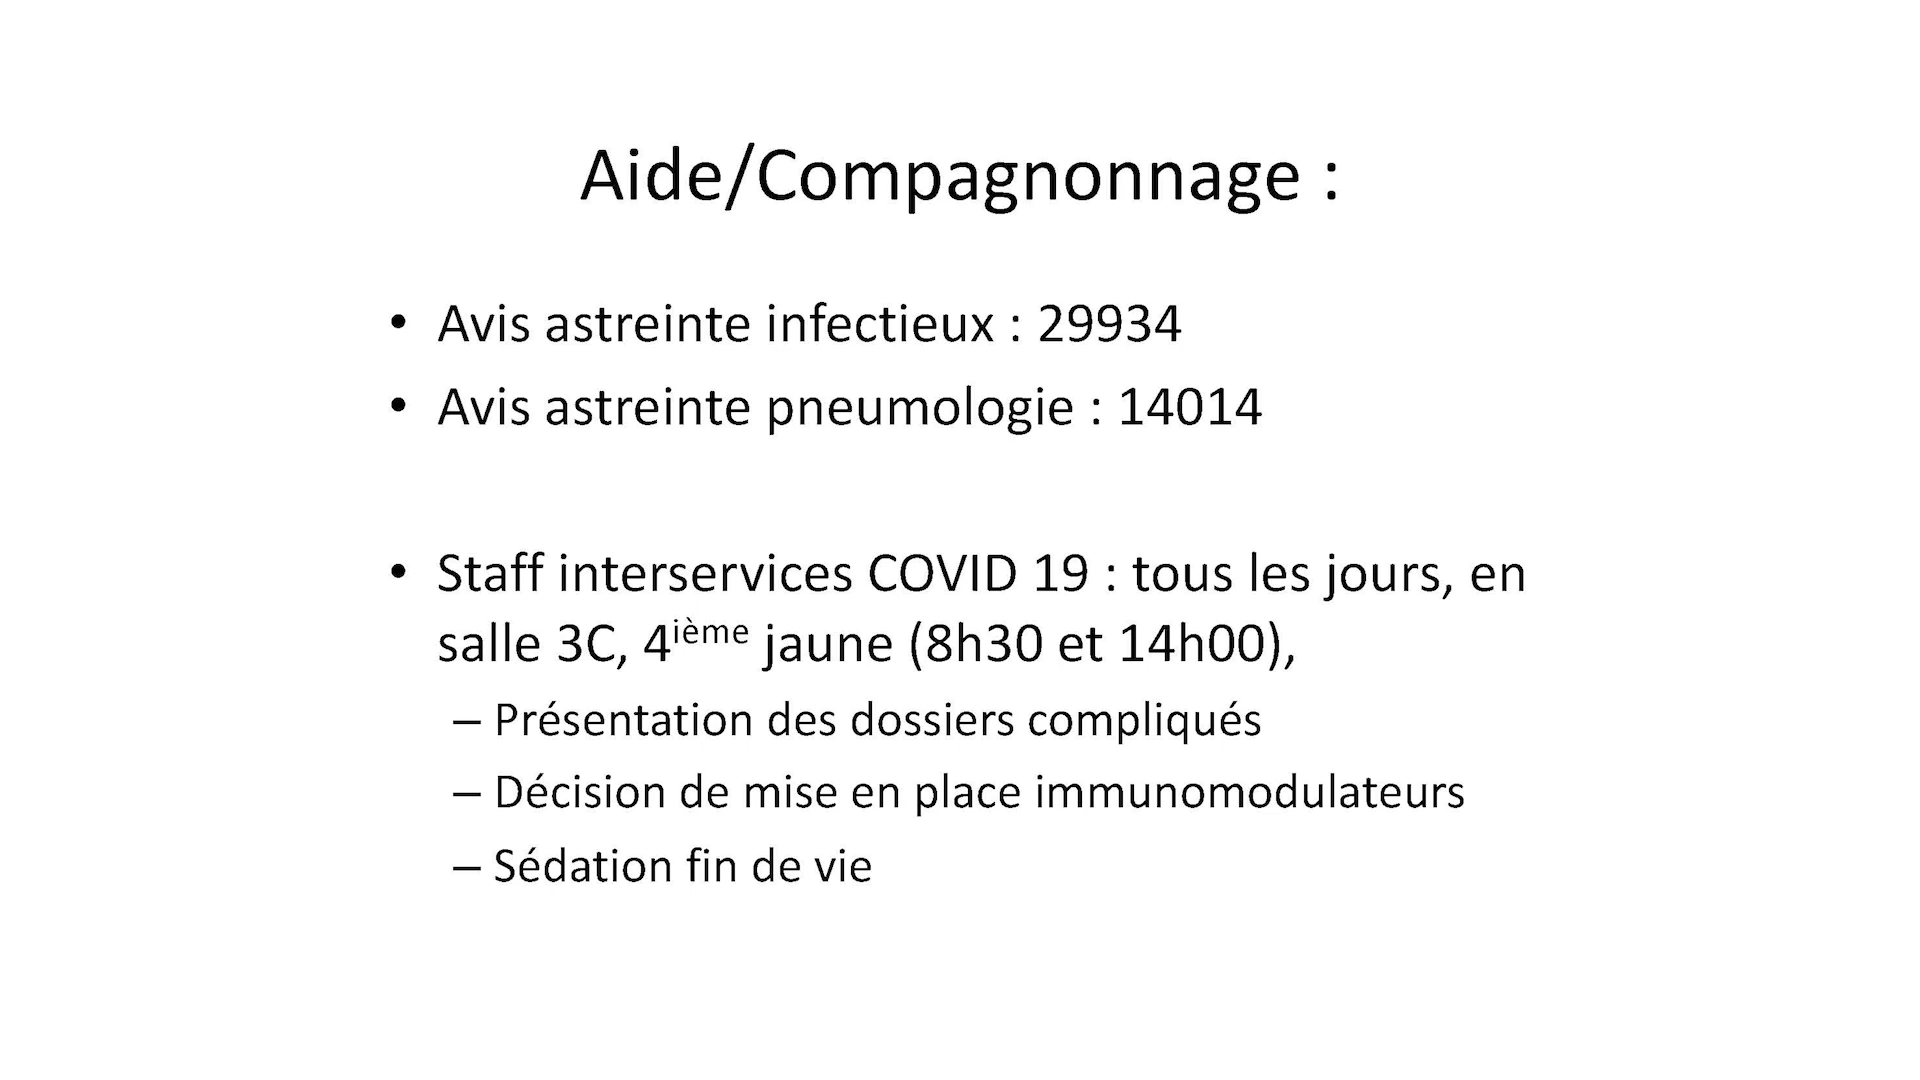 Aide/Compagnonnage :
• Avis astreinte infectieux : 29934
• Avis astreinte pneumologie : 14014
• Staff interservices COVID 19 : tous les jours, en
salle 3C, 4ième jaune (8h30 et 14h00),
– Présentation des dossiers compliqués
– Décision de mise en place immunomodulateurs
– Sédation fin de vie